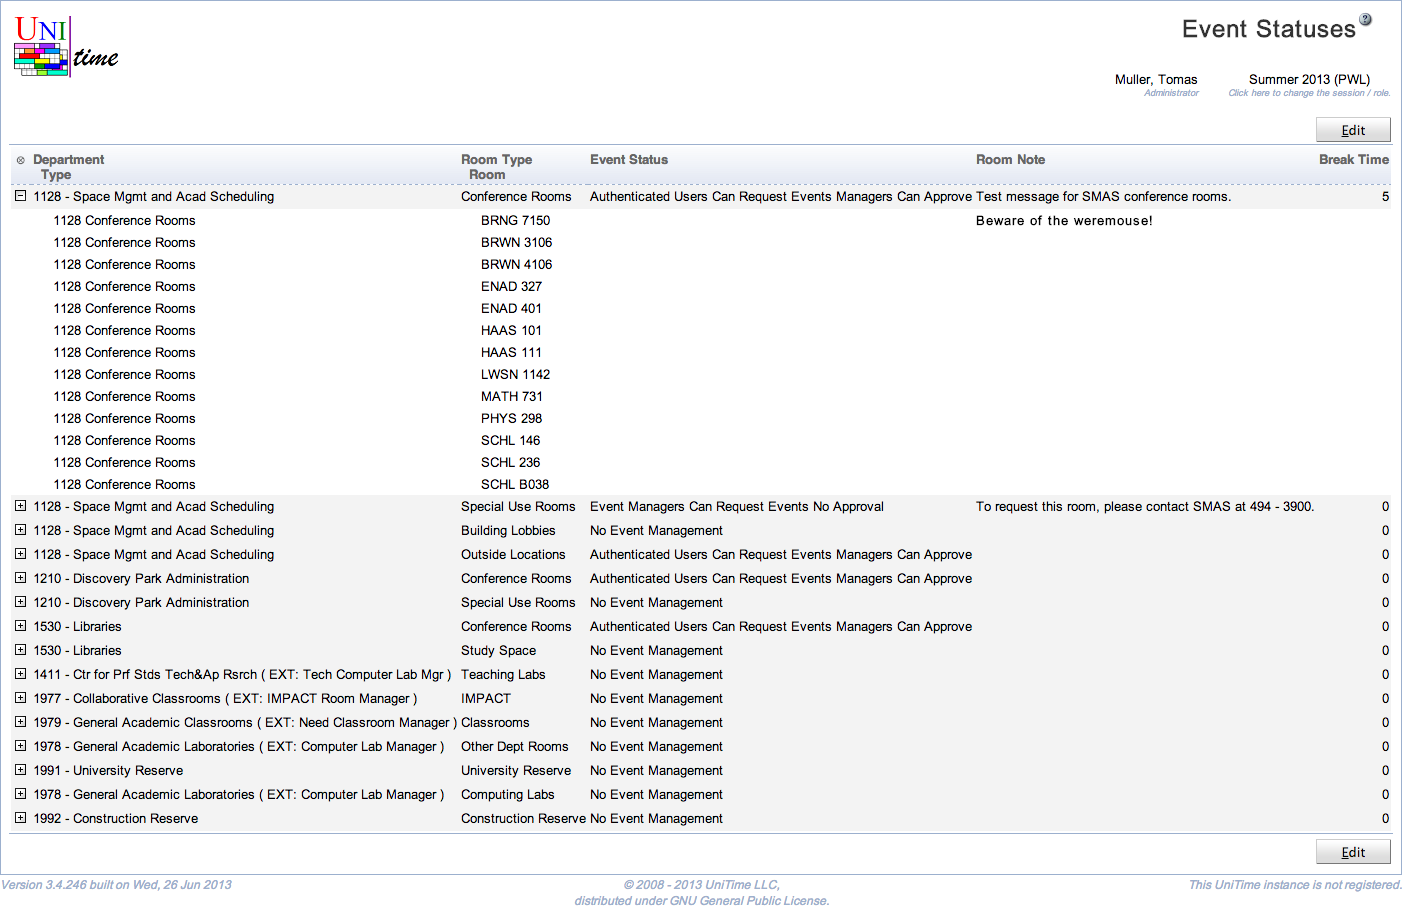 UNI
time
Event Statuses
Muller, Tomas Summer 2013 (PWL)
Administrator Click here to change the session / role.
Edit
Department Room Type Event Status Room Note Break Time
Type Room
1128 - Space Mgmt and Acad Scheduling Conference Rooms Authenticated Users Can Request Events Managers Can Approve Test message for SMAS conference rooms. 5
1128 Conference Rooms BRNG 7150 Beware of the weremouse!
1128 Conference Rooms BRWN 3106
1128 Conference Rooms BRWN 4106
1128 Conference Rooms ENAD 327
1128 Conference Rooms ENAD 401
1128 Conference Rooms HAAS 101
1128 Conference Rooms HAAS 111
1128 Conference Rooms LWSN 1142
1128 Conference Rooms MATH 731
1128 Conference Rooms PHYS 298
1128 Conference Rooms SCHL 146
1128 Conference Rooms SCHL 236
1128 Conference Rooms SCHL B038
1128 - Space Mgmt and Acad Scheduling Special Use Rooms Event Managers Can Request Events No Approval To request this room, please contact SMAS at 494 - 3900. 0
1128 - Space Mgmt and Acad Scheduling Building Lobbies No Event Management 0
1128 - Space Mgmt and Acad Scheduling Outside Locations Authenticated Users Can Request Events Managers Can Approve 0
1210 - Discovery Park Administration Conference Rooms Authenticated Users Can Request Events Managers Can Approve 0
1210 - Discovery Park Administration Special Use Rooms No Event Management 0
1530 - Libraries Conference Rooms Authenticated Users Can Request Events Managers Can Approve 0
1530 - Libraries Study Space No Event Management 0
1411 - Ctr for Prf Stds Tech&Ap Rsrch ( EXT: Tech Computer Lab Mgr ) Teaching Labs No Event Management 0
1977 - Collaborative Classrooms ( EXT: IMPACT Room Manager ) IMPACT No Event Management 0
1979 - General Academic Classrooms ( EXT: Need Classroom Manager ) Classrooms No Event Management 0
1978 - General Academic Laboratories ( EXT: Computer Lab Manager ) Other Dept Rooms No Event Management 0
1991 - University Reserve University Reserve No Event Management 0
1978 - General Academic Laboratories ( EXT: Computer Lab Manager ) Computing Labs No Event Management 0
1992 - Construction Reserve Construction Reserve No Event Management 0
Edit
Version 3.4.246 built on Wed, 26 Jun 2013 © 2008 - 2013 UniTime LLC, This UniTime instance is not registered.
distributed under GNU General Public License.